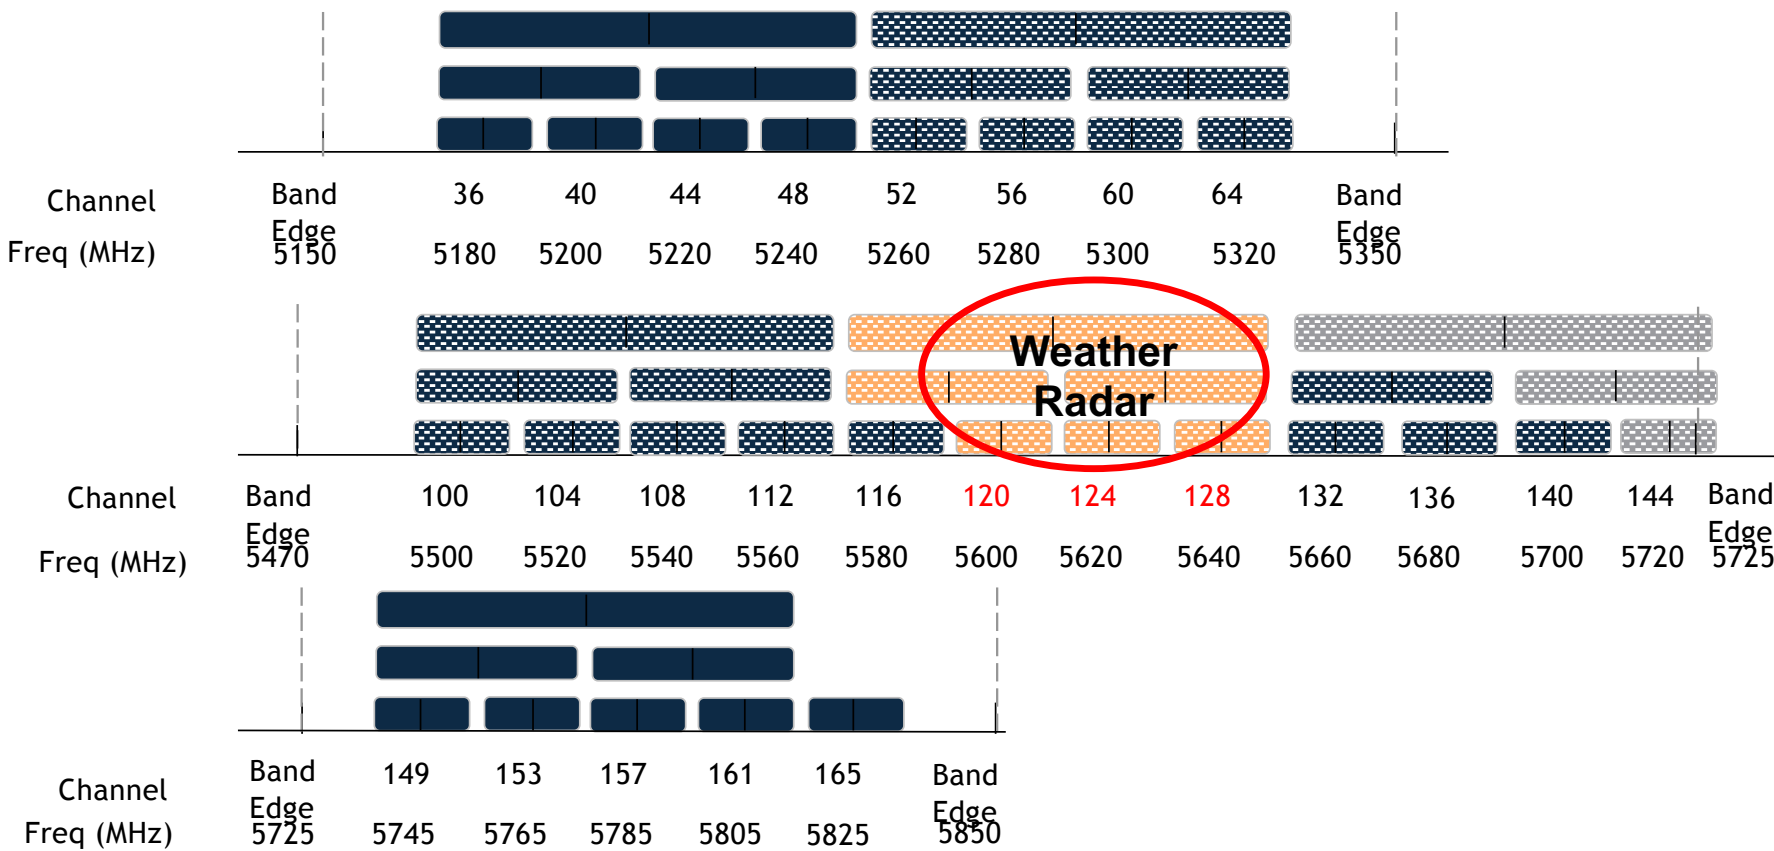 Channel Band 36 40 44 48 52 56 60 64 Band
Edge Edge
Freq (MHz) 5150 5180 5200 5220 5240 5260 5280 5300 5320 5350
Weather
Radar
Channel Band 100 104 108 112 116 120 124 128 132 136 140 144 Band
Edge Edge
Freq (MHz) 5470 5500 5520 5540 5560 5580 5600 5620 5640 5660 5680 5700 5720 5725
Channel Band 149 153 157 161 165 Band
Edge Edge
Freq (MHz) 5725 5745 5765 5785 5805 5825 5850